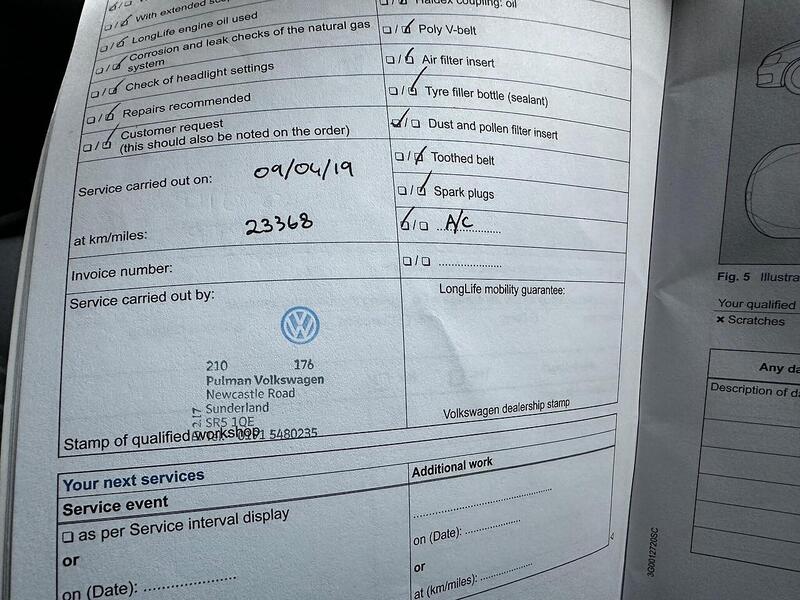 With extended
LongLife engine oil used
Corrosion and leak checks of the natural gas
system
Check of headlight settings
Repairs recommended
Customer request
(this should also be noted on the order)
Service carried out on: 09/04/19
at km/miles: 23368
Invoice number:
Service carried out by:
210 176
Pulman Volkswagen
Newcastle Road
Sunderland
SR5 1QE
0191 5480235
Stamp of qualified workshop
Haldex coupling: oil
Poly V-belt
Air filter insert
Tyre filler bottle (sealant)
Dust and pollen filter insert
Toothed belt
Spark plugs
A/C
LongLife mobility guarantee:
Volkswagen dealership stamp
Your next services
Service event
as per Service interval display
or
on (Date):
Additional work
on (Date):
or
at (km/miles):
3G0012720SC
Fig. 5 Illustra
Your qualified
× Scratches
Any da
Description of da